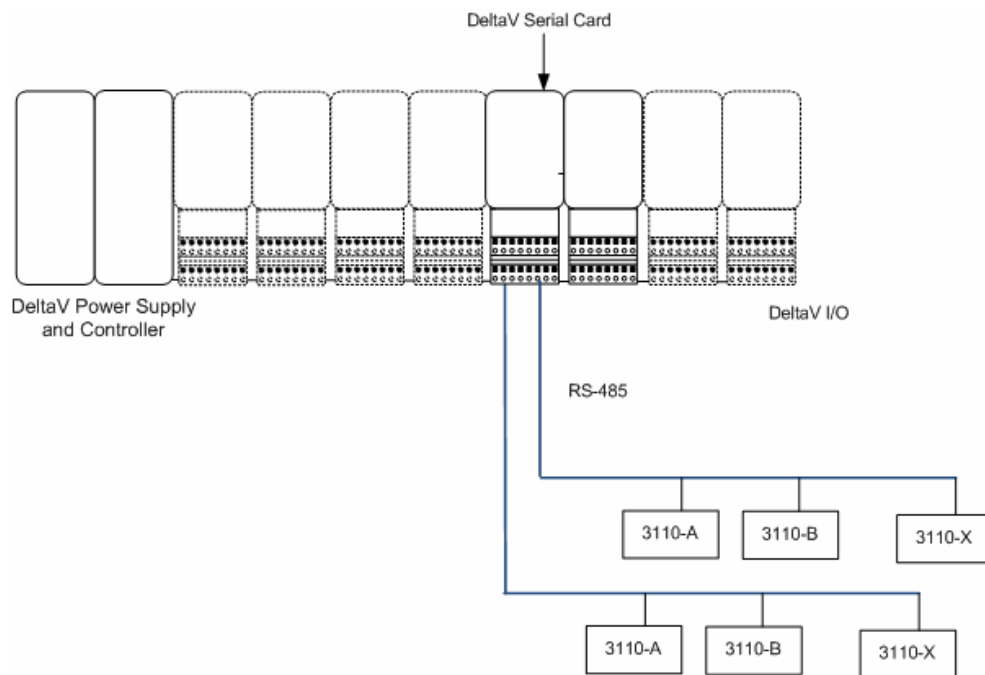 DeltaV Serial Card
DeltaV Power Supply
and Controller
DeltaV I/O
RS-485
3110-A
3110-B
3110-X
3110-A
3110-B
3110-X